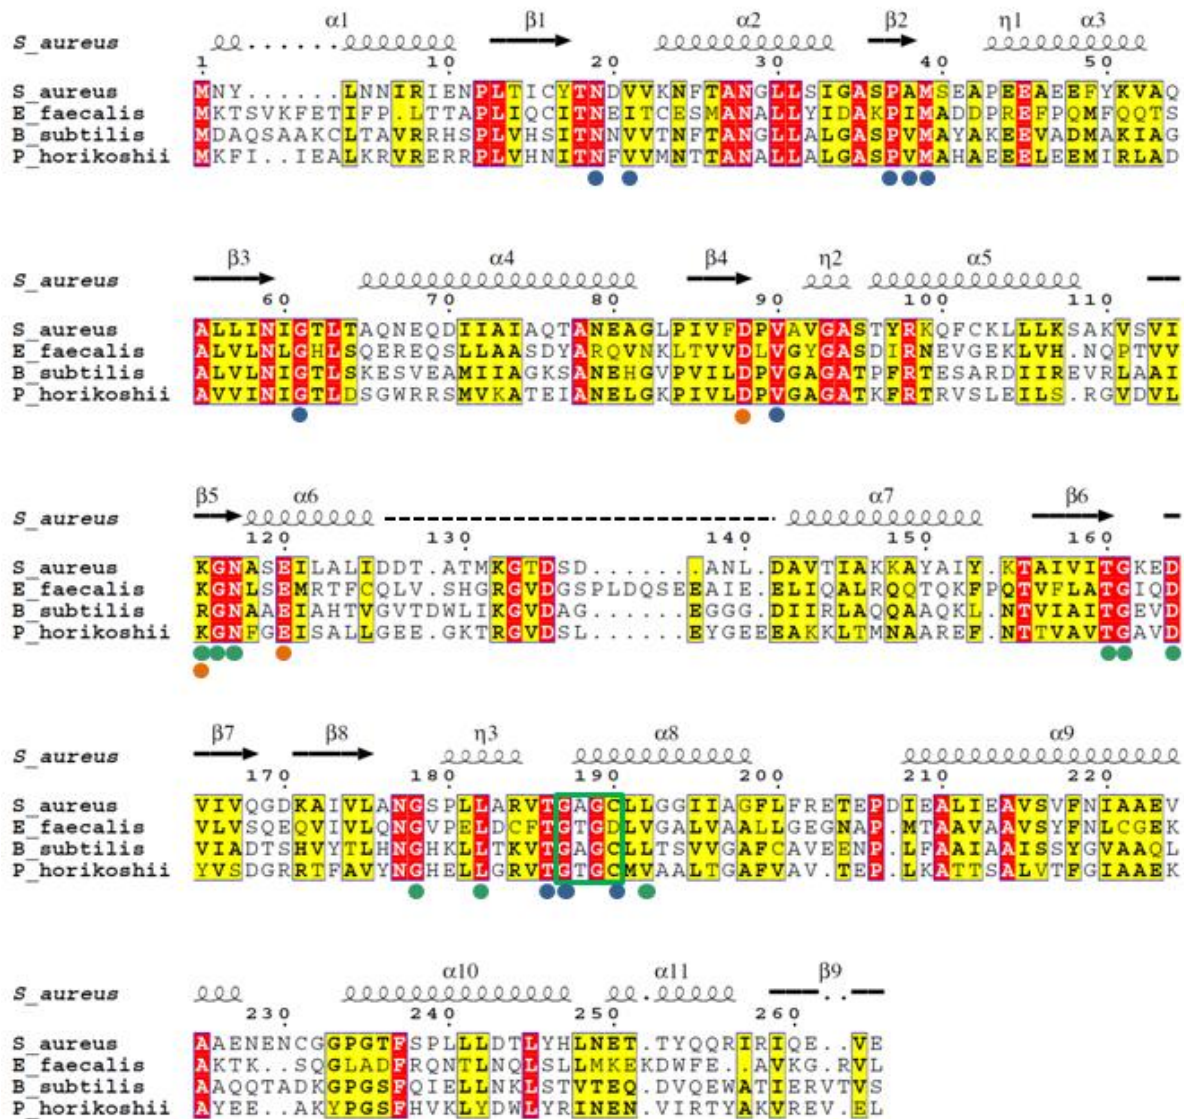 α1 β1 α2 β2 η1 α3
S_aureus
1 10 20 30 40 50
S_aureus MNY......LNNIRIENPLTICYTNDVVKNFTANGLLSIGASPAMSEAPEEAEEFYKVAQ
E_faecalis MKTSVKFETIFP.LTTAPLIQCITNEITCESMANALLYIDAKPIMADDPREFPQMFQQTS
B_subtilis MDAQSAAKCLTAVRRHSPLVHSITNNVVTNFTANGLLALGASPVMAYAKEEVADMAKIAG
P_horikoshii MKFI..IEALKRVRERRPLVHNITNFVVMNTTANALLALGASPVMAHAEEELEEMIRLAD
β3 α4 β4 η2 α5
S_aureus
60 70 80 90 100 110
S_aureus ALLINIGTLTAQNEQDIIAIAQTANEAGLPIVFDPVAVGASTYRKQFCKLLLKSAKVSVI
E_faecalis ALVLNLGHLSQEREQSLLAASDYARQVNKLTVVDLVGYGASDIRNEVGEKLVH.NQPTVV
B_subtilis ALVLNIGTLSKESVEAMIIAGKSANEHGVPVILDPVGAGATPFRTESARDIIREVRLAAI
P_horikoshii AVVINIGTLDSGWRRSMVKATEIANELGKPIVLDPVGAGATKFRTRVSLEILS.RGVDVL
β5 α6 α7 β6
S_aureus
120 130 140 150 160
S_aureus KGNASEILALIDDT.ATMKGTDSD.......ANL.DAVTIAKKAYAIY.KTAIVITGKED
E_faecalis KGNLSEMRTFCQLV.SHGRGVDGSPLDQSEEAIE.ELIQALRQQTQKFPQTVFLATGIQD
B_subtilis RGNAAEIAHTVGVTDWLIKGVDAG......EGGG.DIIRLAQQAAQKL.NTVIAITGEVD
P_horikoshii KGNFGEISALLGEE.GKTRGVDSL......EYGEEEAKKLTMNAAREF.NTTVAVTGAVD
β7 β8 η3 α8 α9
S_aureus
170 180 190 200 210 220
S_aureus VIVQGDKAIVLANGSPLLARVTGAGCLLGGIIAGFLFRETEPDIEALIEAVSVFNIAAEV
E_faecalis VLVSQEQVIVLQNGVPELDCFTGTGDLVGALVAALLGEGNAP.MTAAVAAVSYFNLCGEK
B_subtilis VIADTSHVYTLHNGHKLLTKVTGAGCLLTSVVGAFCAVEENP.LFAAIAAISSYGVAAQL
P_horikoshii YVSDGRRTFAVYNGHELLGRVTGTGCMVAALTGAFVAV.TEP.LKATTSALVTFGIAAEK
α10 α11 β9
S_aureus
230 240 250 260
S_aureus AAENENCGGPGTFSPLLLDTLYHLNET.TYQQRIRIQE..VE
E_faecalis AKTK..SQGLADFRQNTLNQLSLLMKEKDWFE..AVKG.RVL
B_subtilis AAQQTADKGPGSFQIELLNKLSTVTEQ.DVQEWATIERVTVS
P_horikoshii AYEE..AKYPGSFHVKLYDWLYRINEN.VIRTYAKVREV.EL